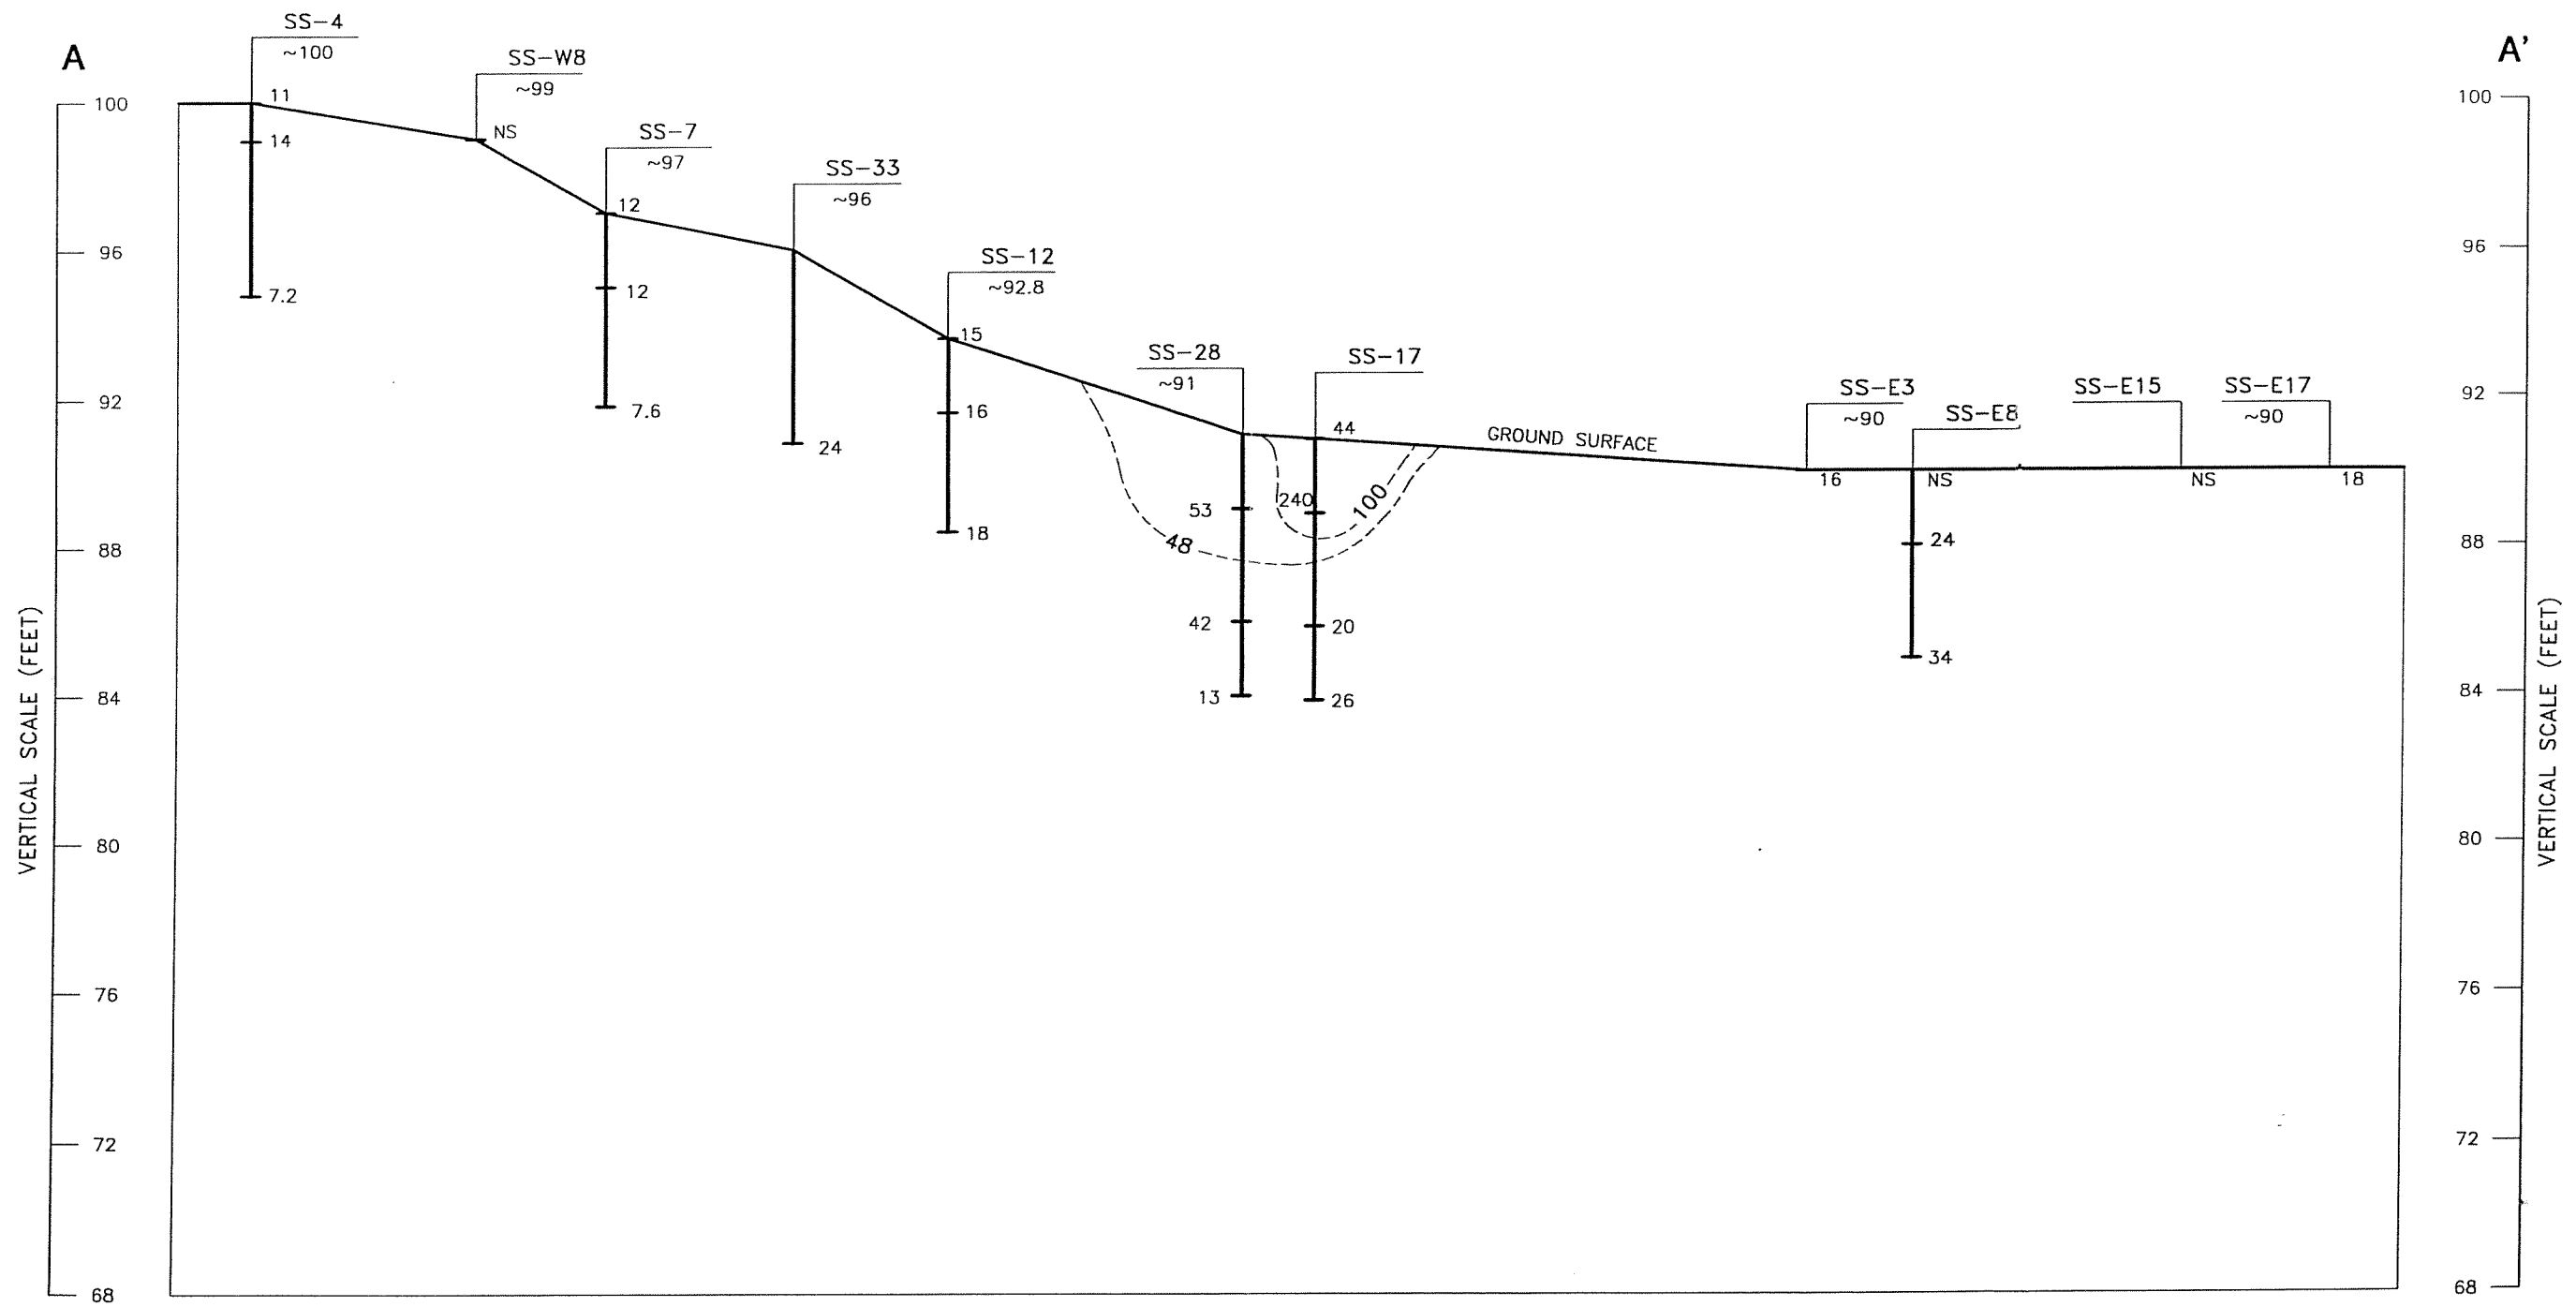 A
A'
SS-4
~100
SS-W8
~99
SS-7
~97
SS-33
~96
SS-12
~92.8
SS-28
~91
SS-17
SS-E3
~90
SS-E8
SS-E15
SS-E17
~90
11
14
7.2
NS
12
12
7.6
24
15
16
18
53
42
13
44
240
20
26
48
100
GROUND SURFACE
16
NS
24
34
NS
18
VERTICAL SCALE (FEET)
100
96
92
88
84
80
76
72
68
VERTICAL SCALE (FEET)
100
96
92
88
84
80
76
72
68